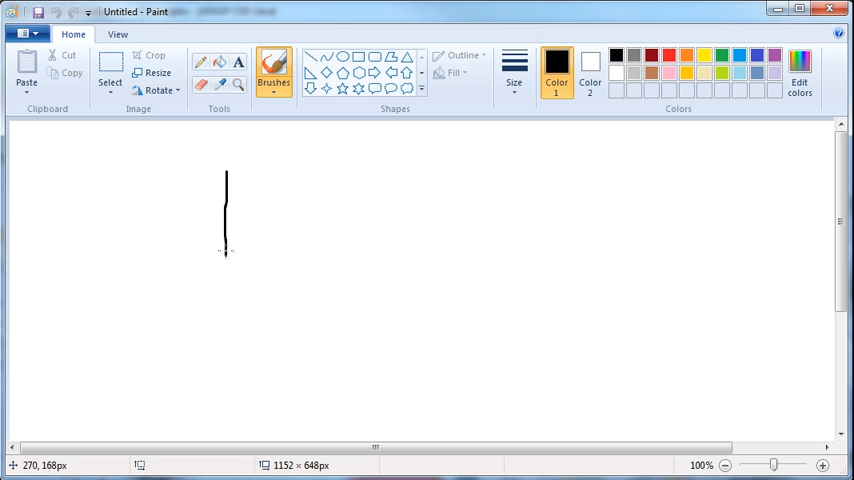 Untitled - Paint
Home View
Paste
Cut
Copy
Clipboard
Select
Crop
Resize
Rotate
Image
A
Tools
Brushes
Outline
Fill
Shapes
Size
Color 1
Color 2
Edit colors
Colors
270, 168px
1152 × 648px
100%